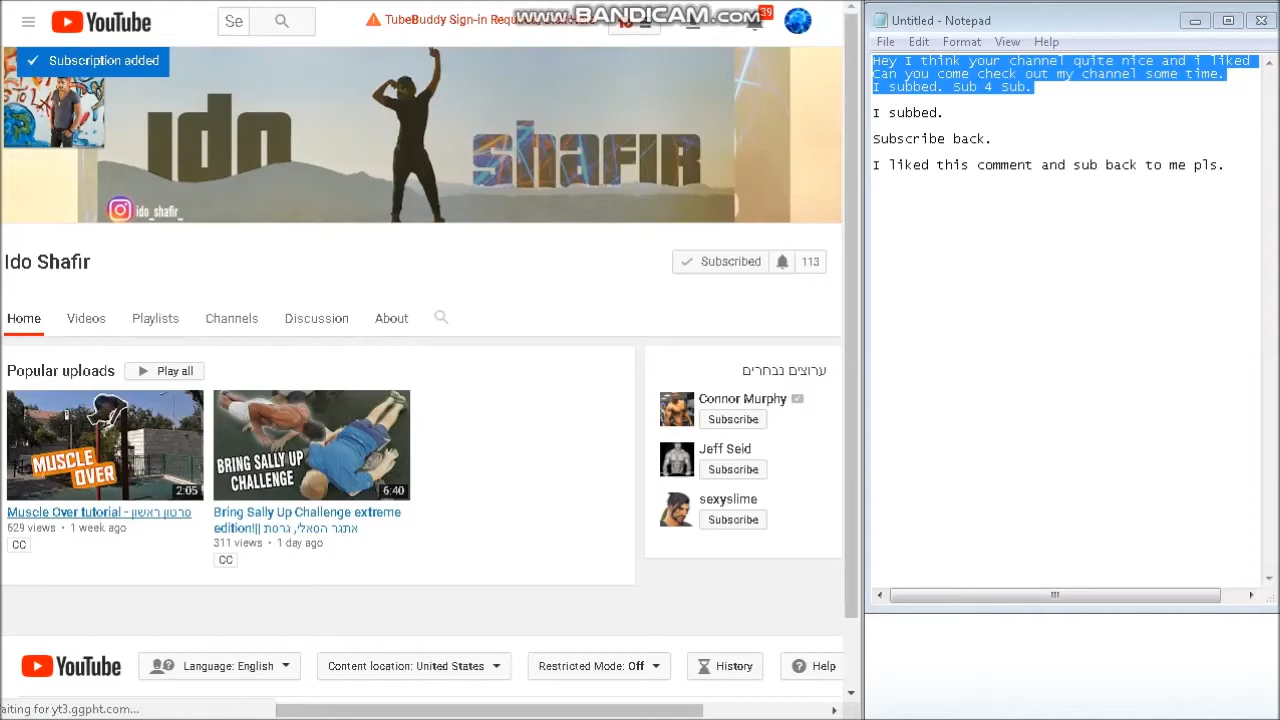 YouTube
Se
TubeBuddy Sign-in Requ
www.BANDICAM.com
39
Untitled - Notepad
File Edit Format View Help
Subscription added
Hey I think your channel quite nice and i liked
Can you come check out my channel some time.
I subbed. Sub 4 Sub.
I subbed.
Subscribe back.
I liked this comment and sub back to me pls.
IDO shaFIR
ido_shafir_
Ido Shafir
Subscribed 113
Home Videos Playlists Channels Discussion About
Popular uploads Play all
ערוצים נבחרים
Connor Murphy
Subscribe
Jeff Seid
Subscribe
sexyslime
Subscribe
MUSCLE OVER
2:05
BRING SALLY UP CHALLENGE
6:40
Muscle Over tutorial - סרטון ראשון
629 views • 1 week ago
CC
Bring Sally Up Challenge extreme
edition!|| אתגר הסאלי, גרסת
311 views • 1 day ago
CC
YouTube
Language: English
Content location: United States
Restricted Mode: Off
History
Help
aiting for yt3.ggpht.com...